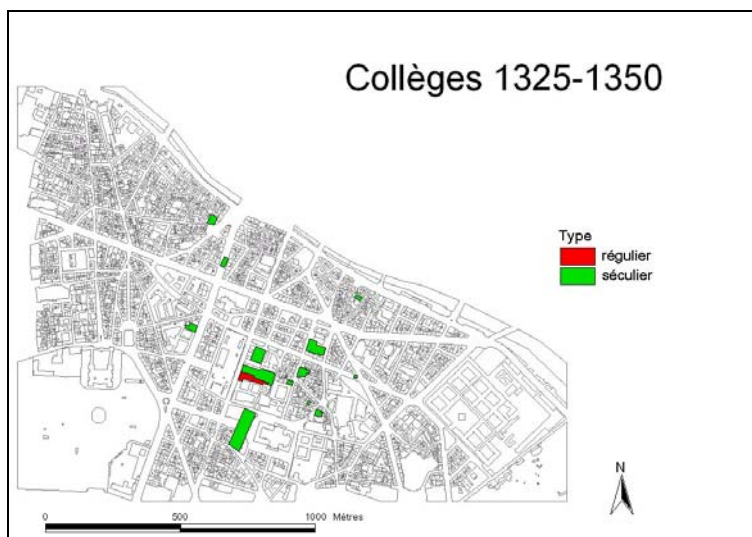 Collèges 1325-1350
Type
régulier
séculier
N
0 500 1000 Mètres